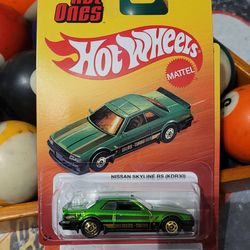 Hot Ones
Hot Wheels
MATTEL
NISSAN SKYLINE RS (KDR30)